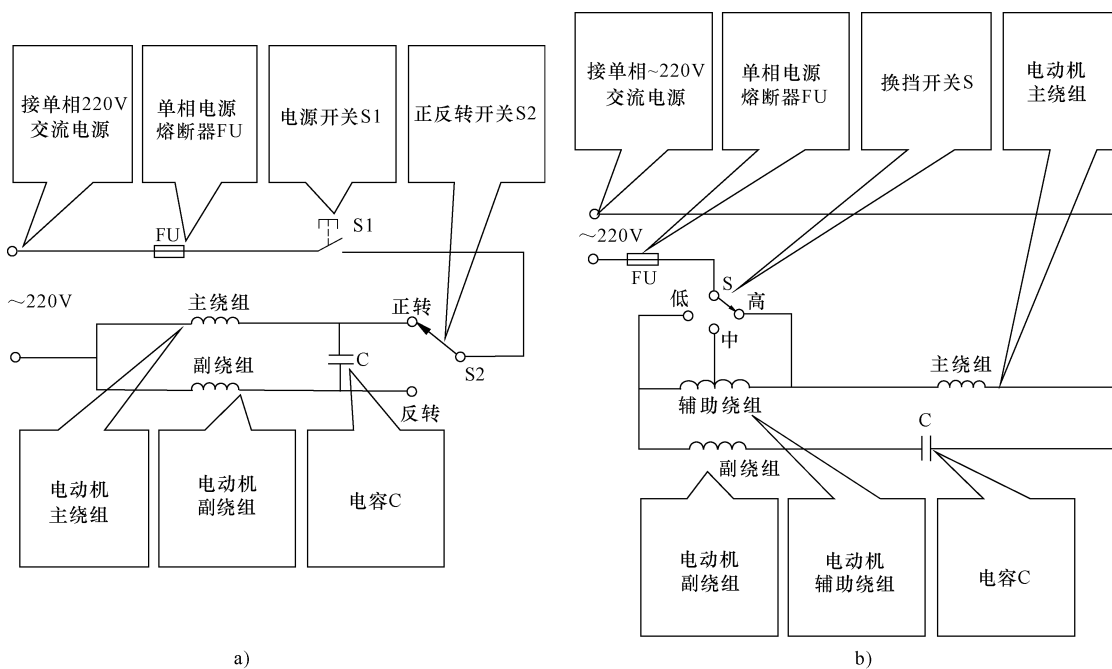 接单相220V
交流电源
单相电源
熔断器FU
电源开关S1
正反转开关S2
FU
S1
～220V
主绕组
正转
C
副绕组
S2
反转
电动机
主绕组
电动机
副绕组
电容C
a)
接单相~220V
交流电源
单相电源
熔断器FU
换挡开关S
电动机
主绕组
～220V
FU
S
低
高
中
主绕组
辅助绕组
C
副绕组
电动机
副绕组
电动机
辅助绕组
电容C
b)